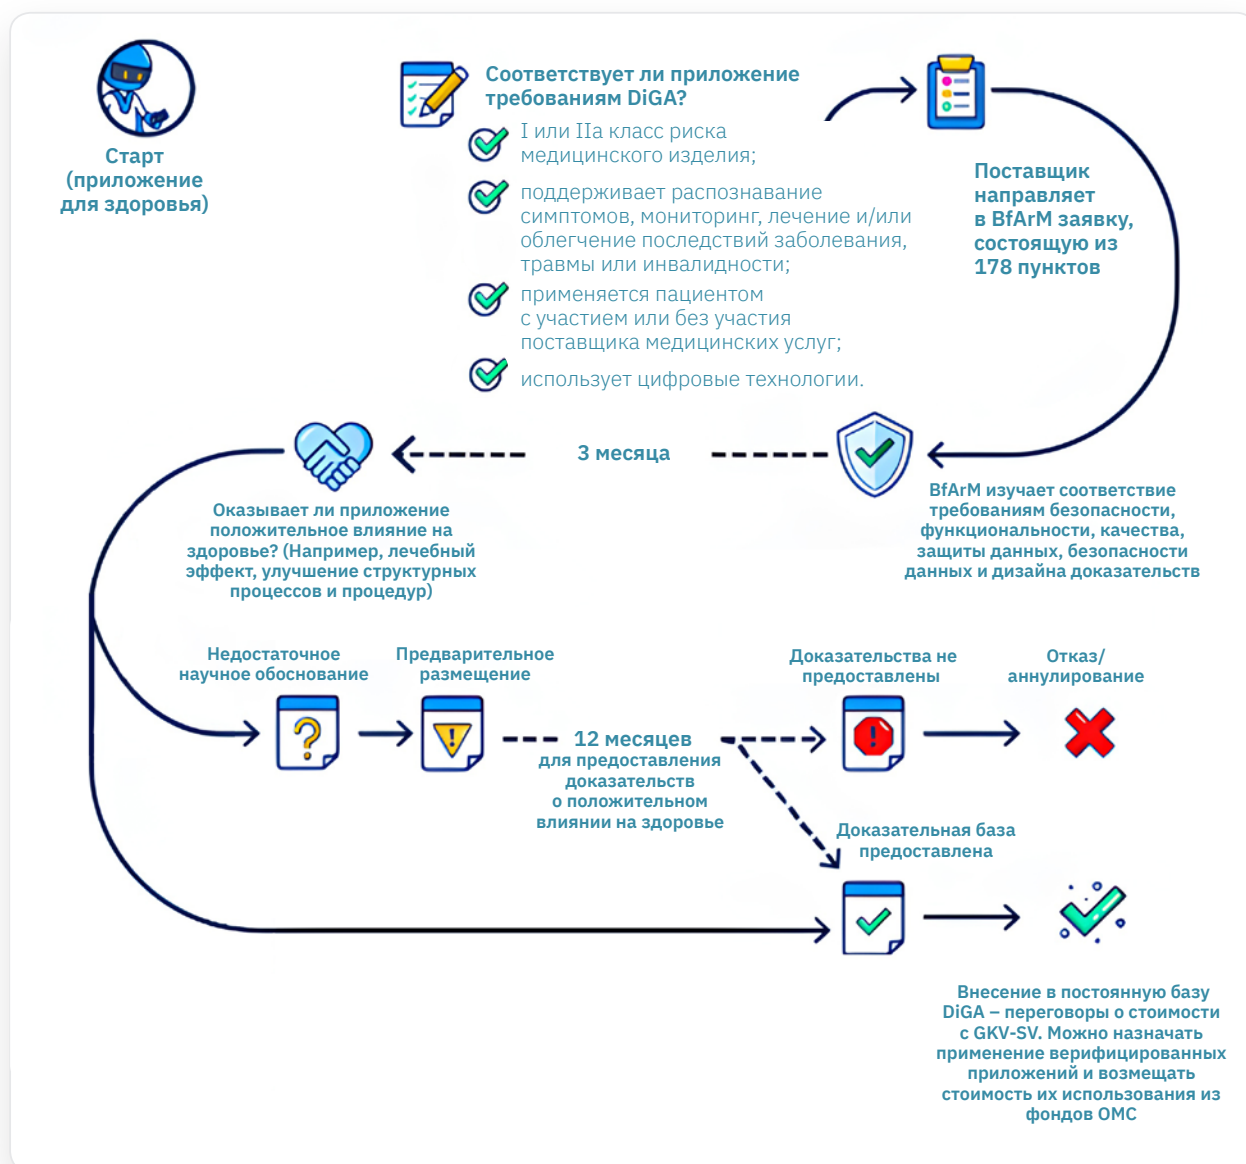 Старт
(приложение
для здоровья)
Соответствует ли приложение
требованиям DiGA?
I или IIa класс риска
медицинского изделия;
поддерживает распознавание
симптомов, мониторинг, лечение и/или
облегчение последствий заболевания,
травмы или инвалидности;
применяется пациентом
с участием или без участия
поставщика медицинских услуг;
использует цифровые технологии.
Поставщик
направляет
в BfArM заявку,
состоящую из
178 пунктов
BfArM изучает соответствие
требованиям безопасности,
функциональности, качества,
защиты данных, безопасности
данных и дизайна доказательств
3 месяца
Оказывает ли приложение
положительное влияние на
здоровье? (Например, лечебный
эффект, улучшение структурных
процессов и процедур)
Недостаточное
научное обоснование
Предварительное
размещение
12 месяцев
для предоставления
доказательств
о положительном
влиянии на здоровье
Доказательства не
предоставлены
Отказ/
аннулирование
Доказательная база
предоставлена
Внесение в постоянную базу
DiGA – переговоры о стоимости
с GKV-SV. Можно назначать
применение верифицированных
приложений и возмещать
стоимость их использования из
фондов ОМС